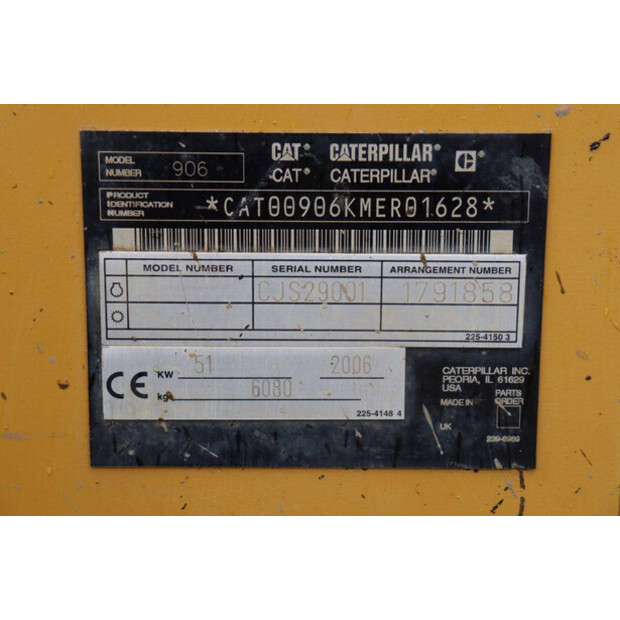 MODEL NUMBER 906
CAT® CATERPILLAR® C®
CAT® CATERPILLAR®
PRODUCT IDENTIFICATION NUMBER *CAT00906KMER01628*
MODEL NUMBER SERIAL NUMBER ARRANGEMENT NUMBER
CJS29001 1791858
225-4150 3
CE KW 51 2006
kg 6080
225-4148 4
CATERPILLAR INC.
PEORIA, IL 61629
USA
MADE IN
PARTS ORDER
UK
239-6969